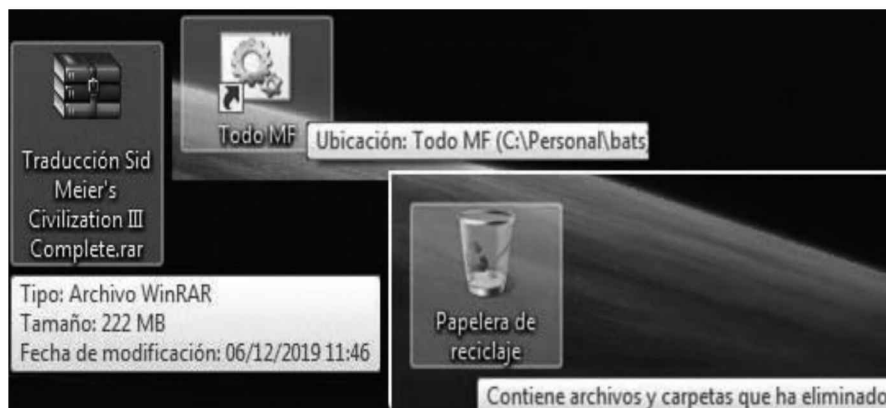 Traducción Sid
Meier's
Civilization III
Complete.rar
Tipo: Archivo WinRAR
Tamaño: 222 MB
Fecha de modificación: 06/12/2019 11:46
Todo MF
Ubicación: Todo MF (C:\Personal\bats)
Papelera de
reciclaje
Contiene archivos y carpetas que ha eliminado